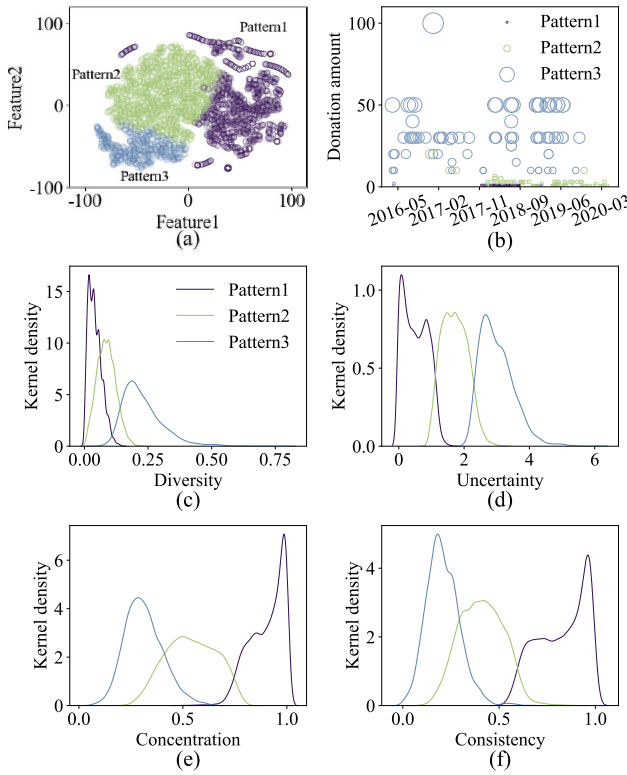 100
0
-100
Feature2
Pattern1
Pattern2
Pattern3
-100
0
100
Feature1
(a)
100
50
0
Donation amount
Pattern1
Pattern2
Pattern3
2016-05
2017-02
2017-11
2018-09
2019-06
2020-03
(b)
15
10
5
0
Kernel density
Pattern1
Pattern2
Pattern3
0.00
0.25
0.50
0.75
Diversity
(c)
1.0
0.5
0.0
Kernel density
0
2
4
6
Uncertainty
(d)
6
4
2
0
Kernel density
0.0
0.5
1.0
Concentration
(e)
4
2
0
Kernel density
0.0
0.5
1.0
Consistency
(f)